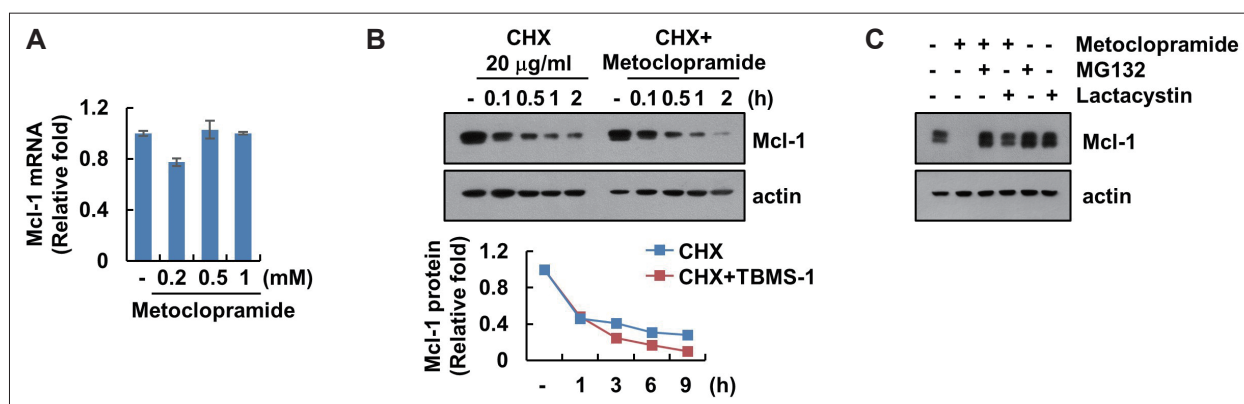 A
Mcl-1 mRNA
(Relative fold)
1.2
0.8
0.4
0
- 0.2 0.5 1 (mM)
Metoclopramide
B
CHX
20 μg/ml
CHX+
Metoclopramide
- 0.1 0.5 1 2 - 0.1 0.5 1 2 (h)
Mcl-1
actin
Mcl-1 protein
(Relative fold)
1.2
0.8
0.4
0
CHX
CHX+TBMS-1
- 1 3 6 9 (h)
C
- + + + - - Metoclopramide
- - + - + - MG132
- - - + - + Lactacystin
Mcl-1
actin